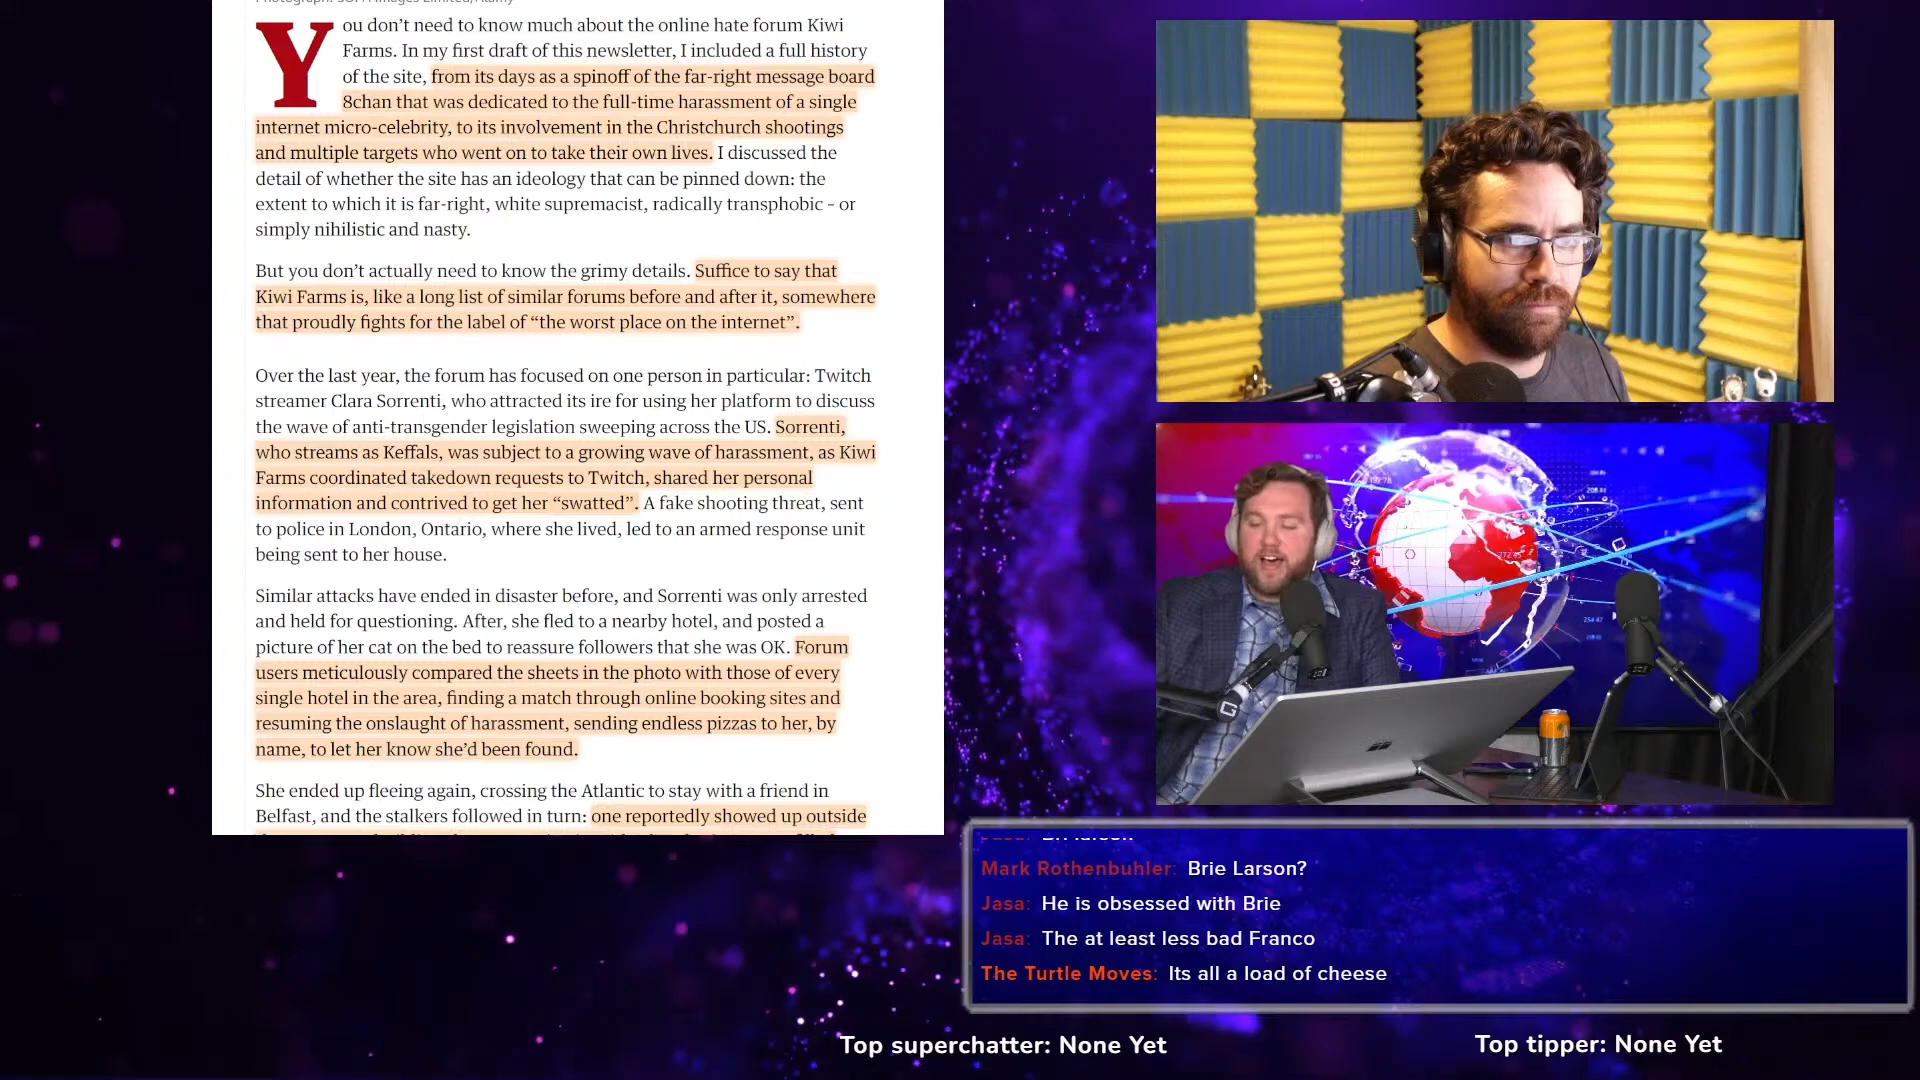 You don’t need to know much about the online hate forum Kiwi
Farms. In my first draft of this newsletter, I included a full history
of the site, from its days as a spinoff of the far-right message board
8chan that was dedicated to the full-time harassment of a single
internet micro-celebrity, to its involvement in the Christchurch shootings
and multiple targets who went on to take their own lives. I discussed the
detail of whether the site has an ideology that can be pinned down: the
extent to which it is far-right, white supremacist, radically transphobic – or
simply nihilistic and nasty.
But you don’t actually need to know the grimy details. Suffice to say that
Kiwi Farms is, like a long list of similar forums before and after it, somewhere
that proudly fights for the label of “the worst place on the internet”.
Over the last year, the forum has focused on one person in particular: Twitch
streamer Clara Sorrenti, who attracted its ire for using her platform to discuss
the wave of anti-transgender legislation sweeping across the US. Sorrenti,
who streams as Keffals, was subject to a growing wave of harassment, as Kiwi
Farms coordinated takedown requests to Twitch, shared her personal
information and contrived to get her “swatted”. A fake shooting threat, sent
to police in London, Ontario, where she lived, led to an armed response unit
being sent to her house.
Similar attacks have ended in disaster before, and Sorrenti was only arrested
and held for questioning. After, she fled to a nearby hotel, and posted a
picture of her cat on the bed to reassure followers that she was OK. Forum
users meticulously compared the sheets in the photo with those of every
single hotel in the area, finding a match through online booking sites and
resuming the onslaught of harassment, sending endless pizzas to her, by
name, to let her know she’d been found.
She ended up fleeing again, crossing the Atlantic to stay with a friend in
Belfast, and the stalkers followed in turn: one reportedly showed up outside
Mark Rothenbuhler: Brie Larson?
Jasa: He is obsessed with Brie
Jasa: The at least less bad Franco
The Turtle Moves: Its all a load of cheese
Top superchatter: None Yet
Top tipper: None Yet